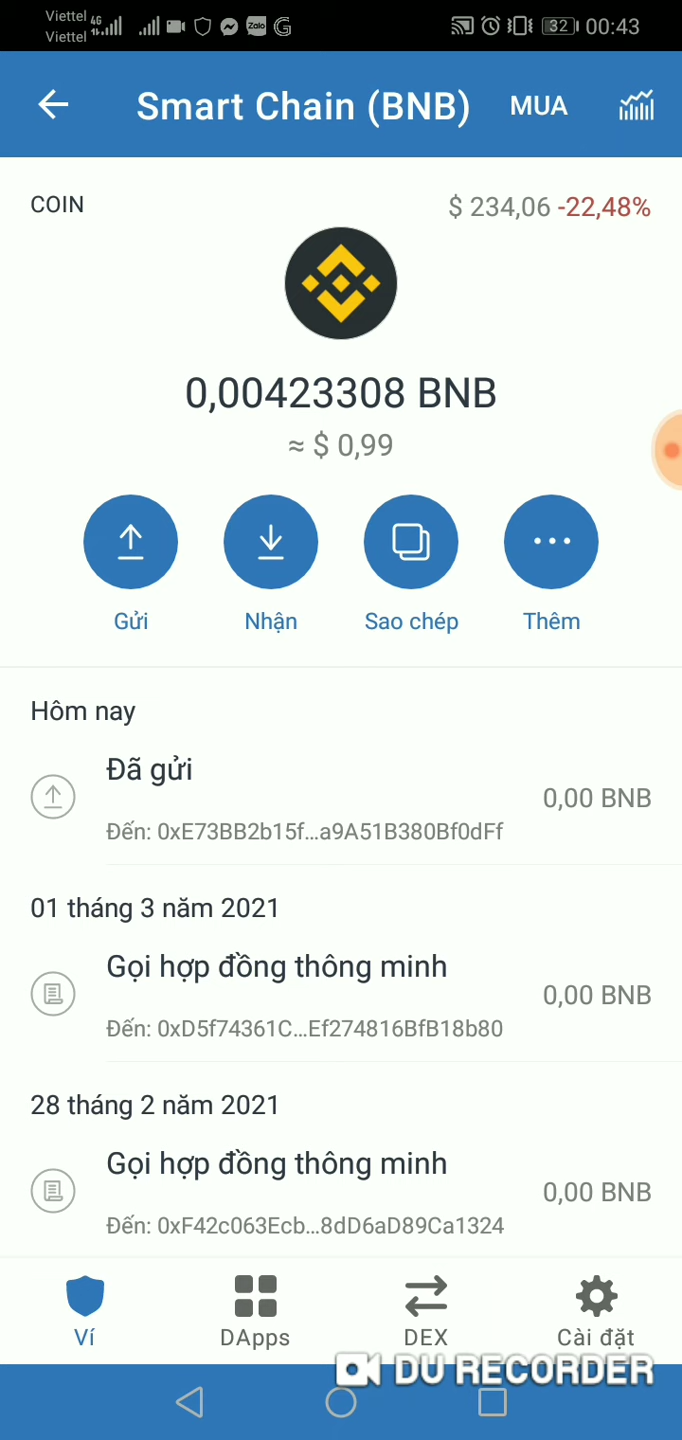 Viettel 4G
Viettel
Zalo
32 00:43
Smart Chain (BNB) MUA
COIN $ 234,06 -22,48%
0,00423308 BNB
≈ $ 0,99
Gửi Nhận Sao chép Thêm
Hôm nay
Đã gửi
0,00 BNB
Đến: 0xE73BB2b15f...a9A51B380Bf0dFf
01 tháng 3 năm 2021
Gọi hợp đồng thông minh
0,00 BNB
Đến: 0xD5f74361C...Ef274816BfB18b80
28 tháng 2 năm 2021
Gọi hợp đồng thông minh
0,00 BNB
Đến: 0xF42c063Ecb...8dD6aD89Ca1324
Ví DApps DEX Cài đặt
DU RECORDER